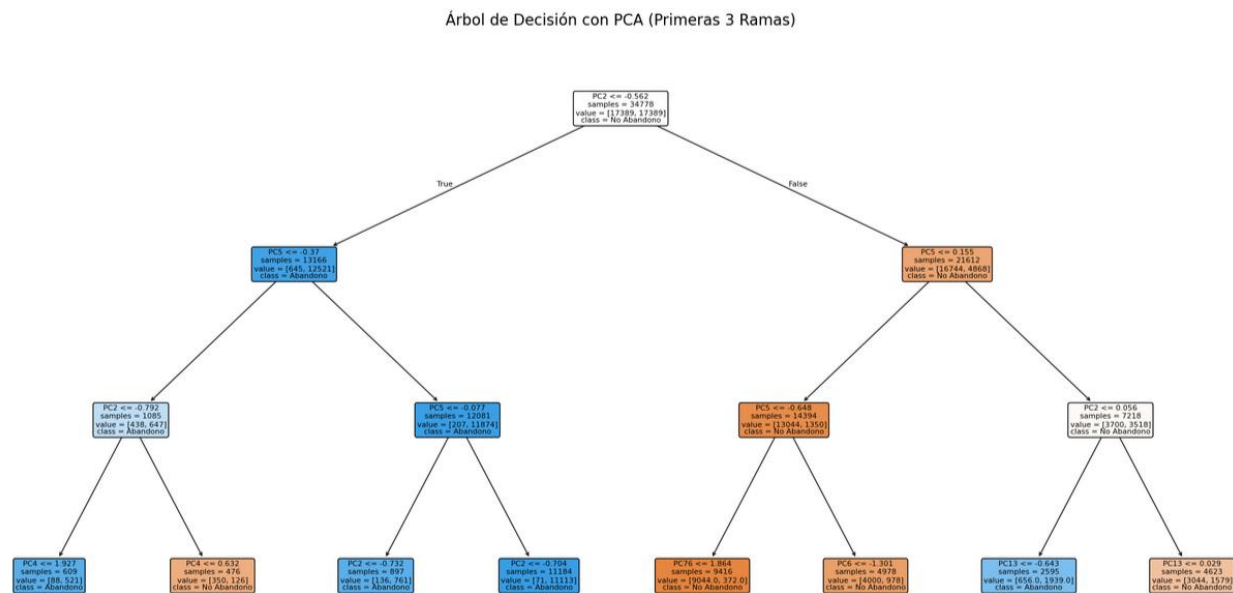 Árbol de Decisión con PCA (Primeras 3 Ramas)
PC2 <= -0.562
samples = 34778
value = [17389, 17389]
class = No Abandono
True
False
PC5 <= -0.37
samples = 13166
value = [645, 12521]
class = Abandono
PC5 <= 0.155
samples = 21612
value = [16744, 4868]
class = No Abandono
PC2 <= -0.792
samples = 1085
value = [438, 647]
class = Abandono
PC5 <= -0.077
samples = 12081
value = [207, 11874]
class = Abandono
PC5 <= -0.648
samples = 14394
value = [13044, 1350]
class = No Abandono
PC2 <= 0.056
samples = 7218
value = [3700, 3518]
class = No Abandono
PC4 <= 1.927
samples = 609
value = [88, 521]
class = Abandono
PC4 <= 0.632
samples = 476
value = [350, 126]
class = No Abandono
PC2 <= -0.732
samples = 897
value = [136, 761]
class = Abandono
PC2 <= -0.704
samples = 11184
value = [71, 11113]
class = Abandono
PC76 <= 1.864
samples = 9416
value = [9044.0, 372.0]
class = No Abandono
PC6 <= -1.301
samples = 4978
value = [4000, 978]
class = No Abandono
PC13 <= -0.643
samples = 2595
value = [656.0, 1939.0]
class = Abandono
PC13 <= 0.029
samples = 4623
value = [3044, 1579]
class = No Abandono